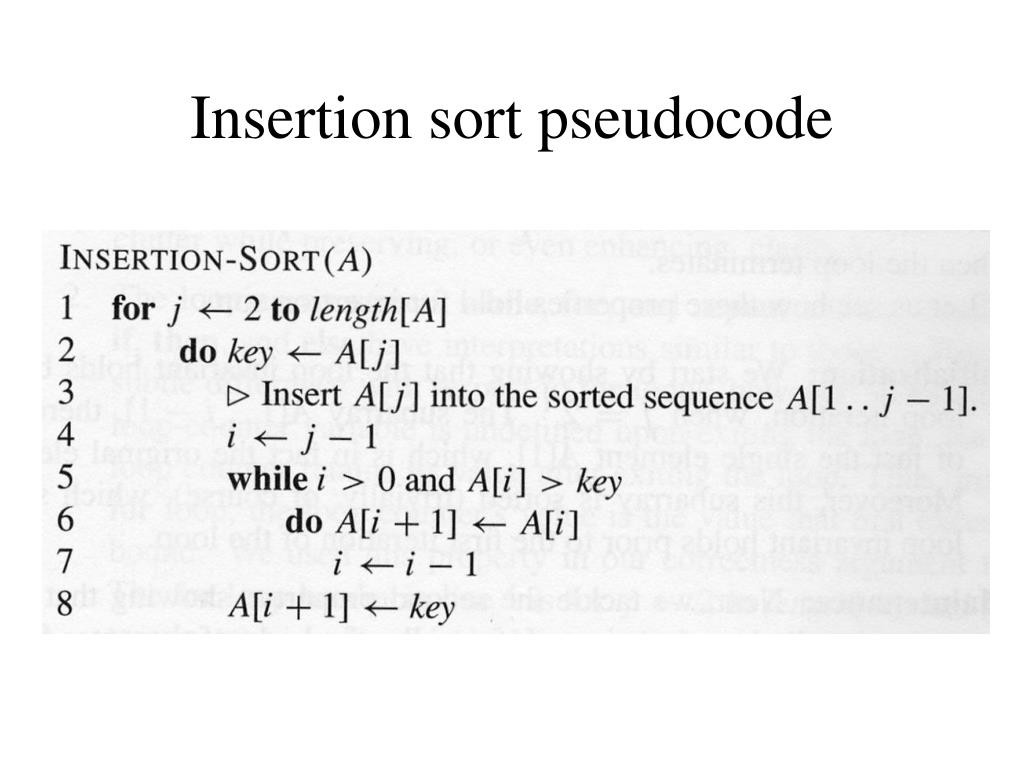 Insertion sort pseudocode
INSERTION-SORT(A)
1 for j ← 2 to length[A]
2 do key ← A[j]
3 ▷ Insert A[j] into the sorted sequence A[1 . . j − 1].
4 i ← j − 1
5 while i > 0 and A[i] > key
6 do A[i + 1] ← A[i]
7 i ← i − 1
8 A[i + 1] ← key